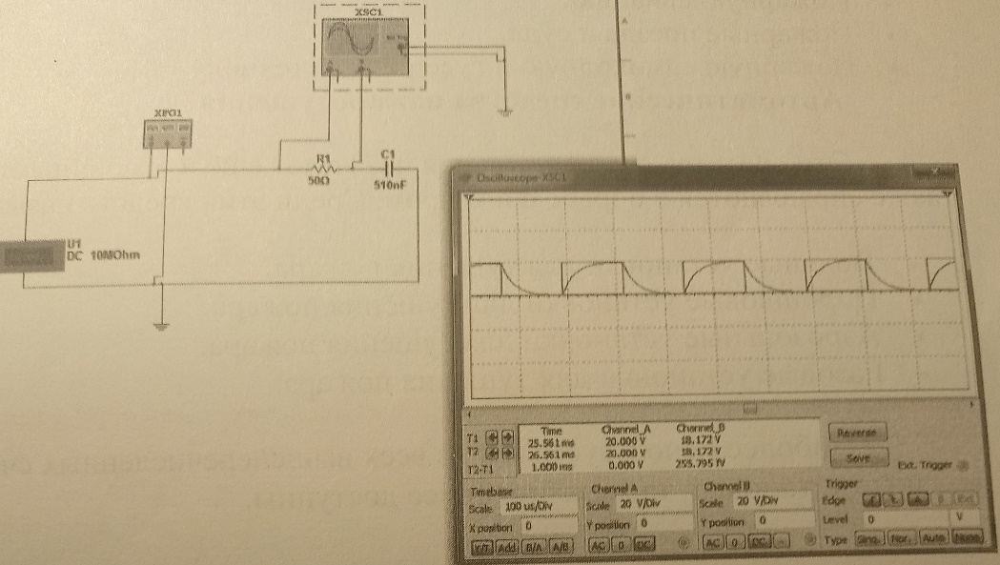 XSC1
XFG1
R1
50Ω
C1
510nF
U1
DC 10MOhm
Oscilloscope-XSC1
T1
T2
T2-T1
Time Channel_A Channel_B
25.561 ms 20.000 V 18.172 V
26.561 ms 20.000 V 18.172 V
1.000 ms 0.000 V 255.795 fV
Reverse
Save
Ext. Trigger
Timebase
Scale 100 us/Div
X position 0
Y/T Add B/A A/B
Channel A
Scale 20 V/Div
Y position 0
AC 0 DC
Channel B
Scale 20 V/Div
Y position 0
AC 0 DC -
Trigger
Edge A B Ext
Level 0 V
Type Sing. Nor. Auto None